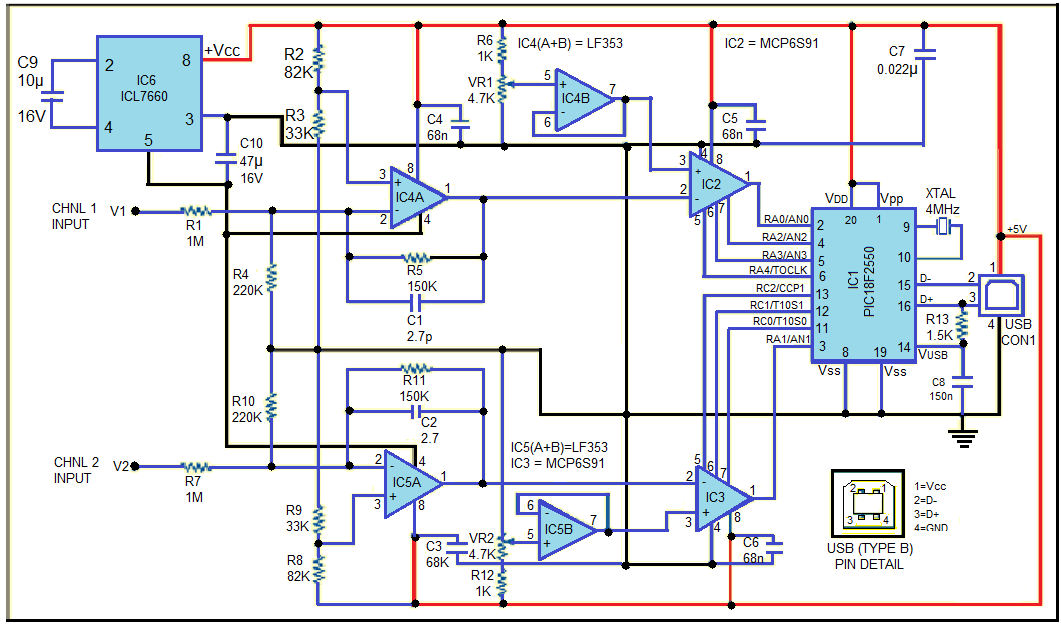 C9
10µ
16V
2
4
IC6
ICL7660
8
3
5
+Vcc
C10
47µ
16V
R2
82K
R3
33K
C4
68n
R6
1K
VR1
4.7K
IC4(A+B) = LF353
5
+
-
6
IC4B
7
IC2 = MCP6S91
C5
68n
C7
0.022µ
CHNL 1
INPUT
V1
R1
1M
3
+
-
2
8
IC4A
1
4
3
+
-
2
4
8
IC2
1
5
6
7
R4
220K
R5
150K
C1
2.7p
VDD
Vpp
20
1
XTAL
4MHz
RA0/AN0
2
9
RA2/AN2
4
RA3/AN3
5
10
RA4/TOCLK
6
RC2/CCP1
13
RC1/T10S1
12
RC0/T10S0
11
RA1/AN1
3
IC1
PIC18F2550
15
D-
2
16
D+
3
1
4
+5V
USB
CON1
R13
1.5K
14
VUSB
8
19
Vss
Vss
C8
150n
R10
220K
R11
150K
C2
2.7
CHNL 2
INPUT
V2
R7
1M
2
-
+
3
4
IC5A
1
8
IC5(A+B)=LF353
IC3 = MCP6S91
5
6
7
2
-
+
3
IC3
1
4
8
R9
33K
R8
82K
C3
68K
VR2
4.7K
R12
1K
6
-
5
+
IC5B
7
C6
68n
2
1
3
4
USB (TYPE B)
PIN DETAIL
1=Vcc
2=D-
3=D+
4=GND